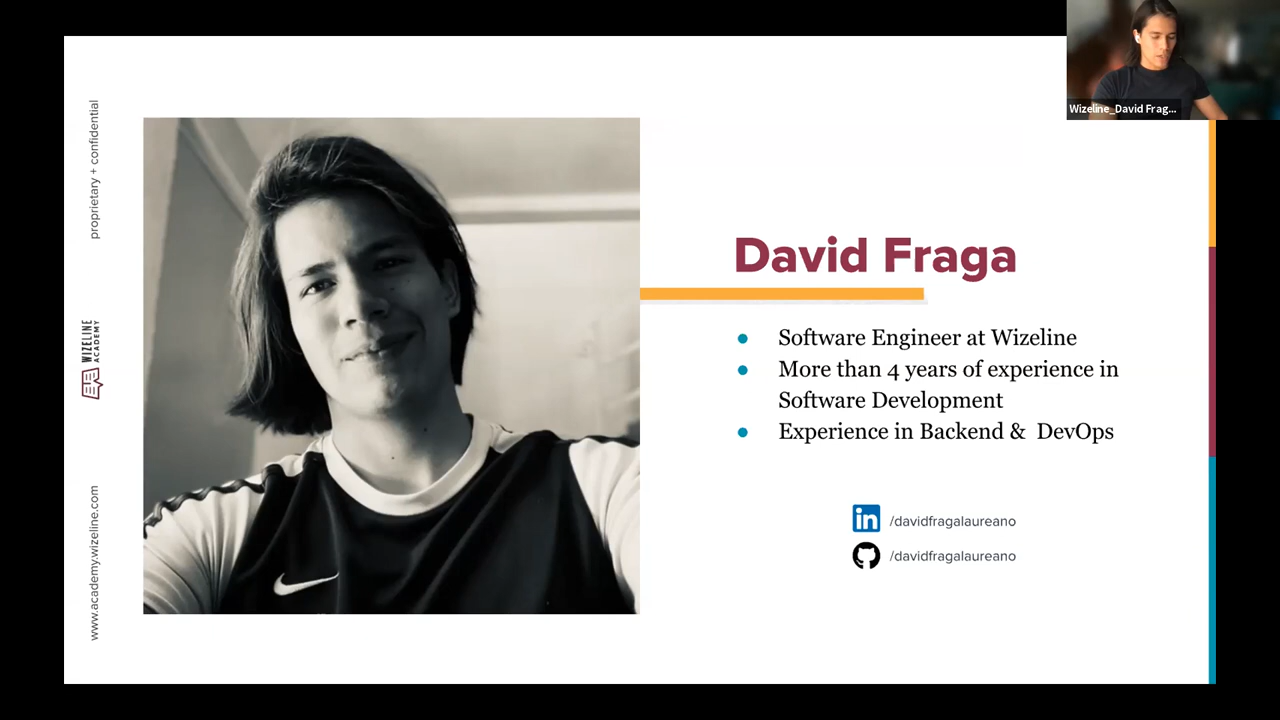 Wizeline_David Frag...
proprietary + confidential
WIZELINE
ACADEMY
www.academy.wizeline.com
David Fraga
● Software Engineer at Wizeline
● More than 4 years of experience in
Software Development
● Experience in Backend & DevOps
in /davidfragalaureano
/davidfragalaureano